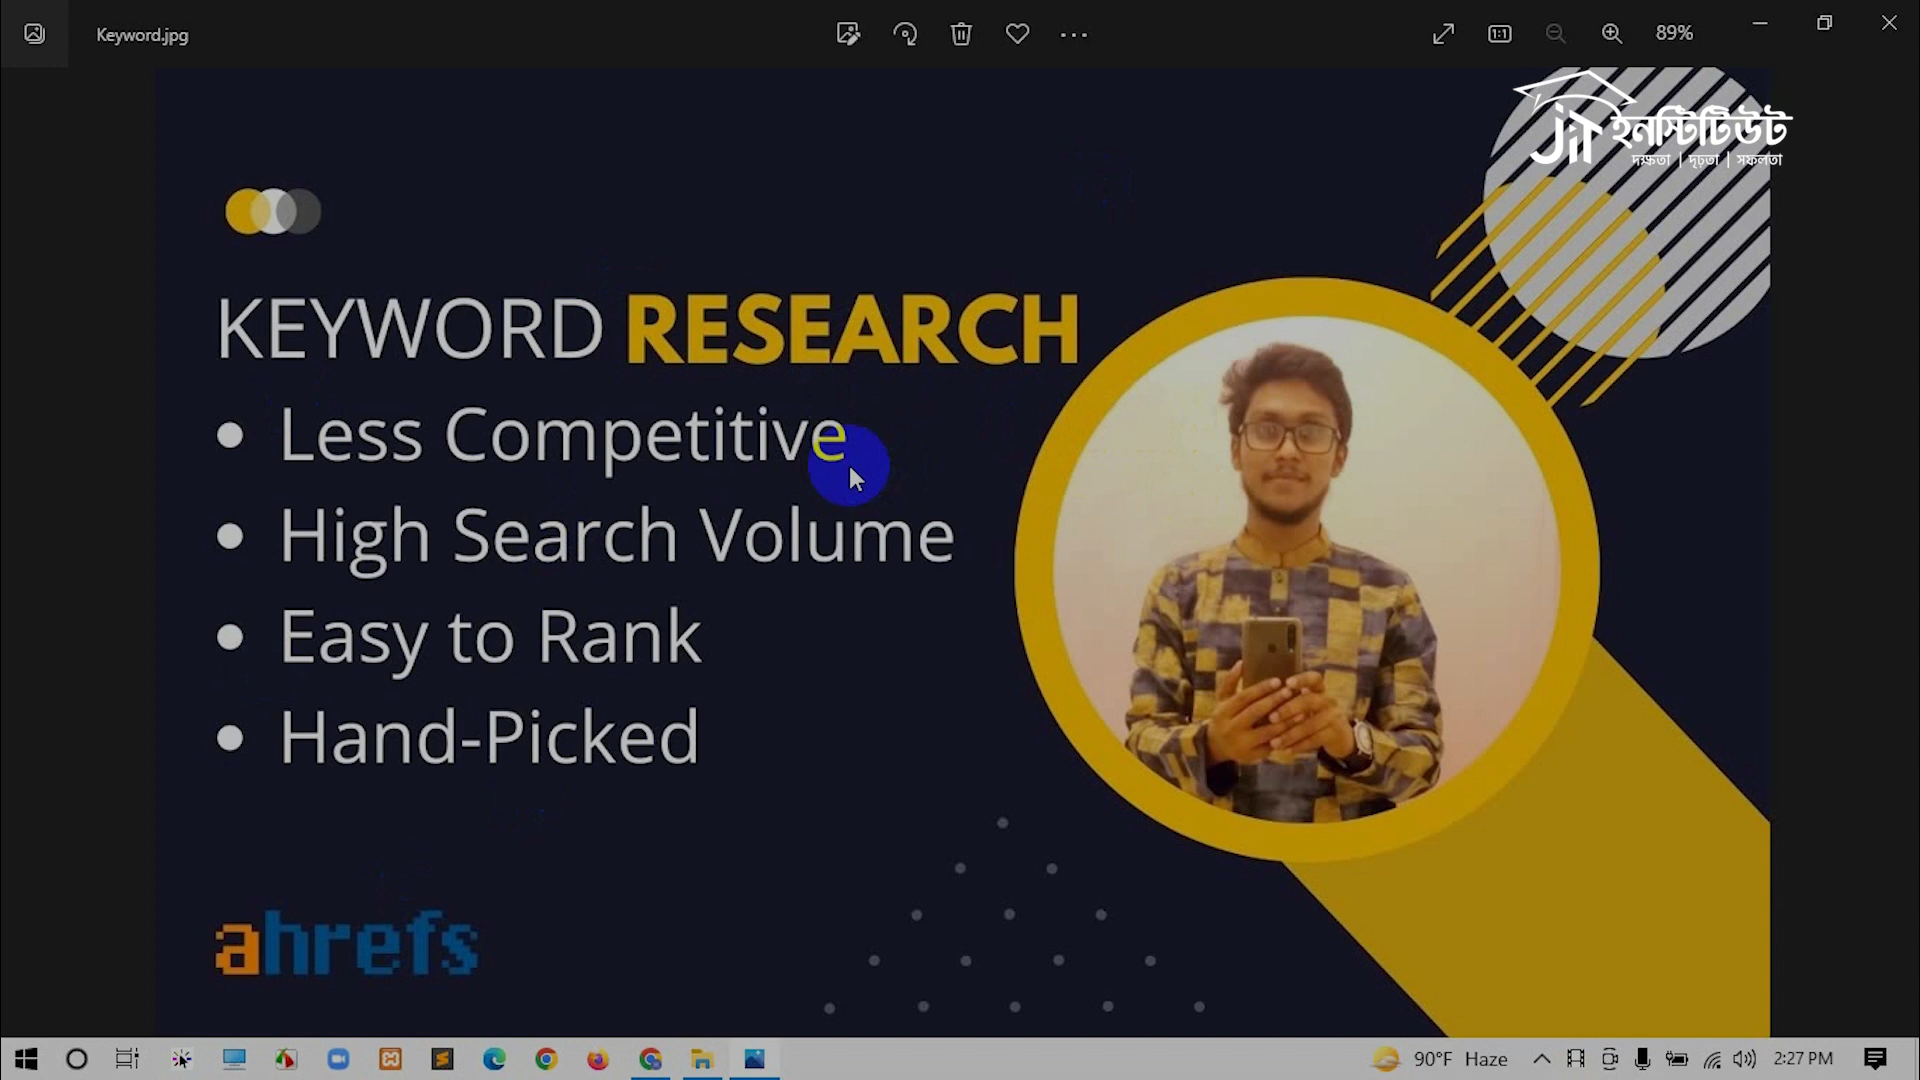 Keyword.jpg
89%
JIT ইনস্টিটিউট
দক্ষতা | দৃঢ়তা | সফলতা
KEYWORD RESEARCH
• Less Competitive
• High Search Volume
• Easy to Rank
• Hand-Picked
ahrefs
90°F Haze
2:27 PM